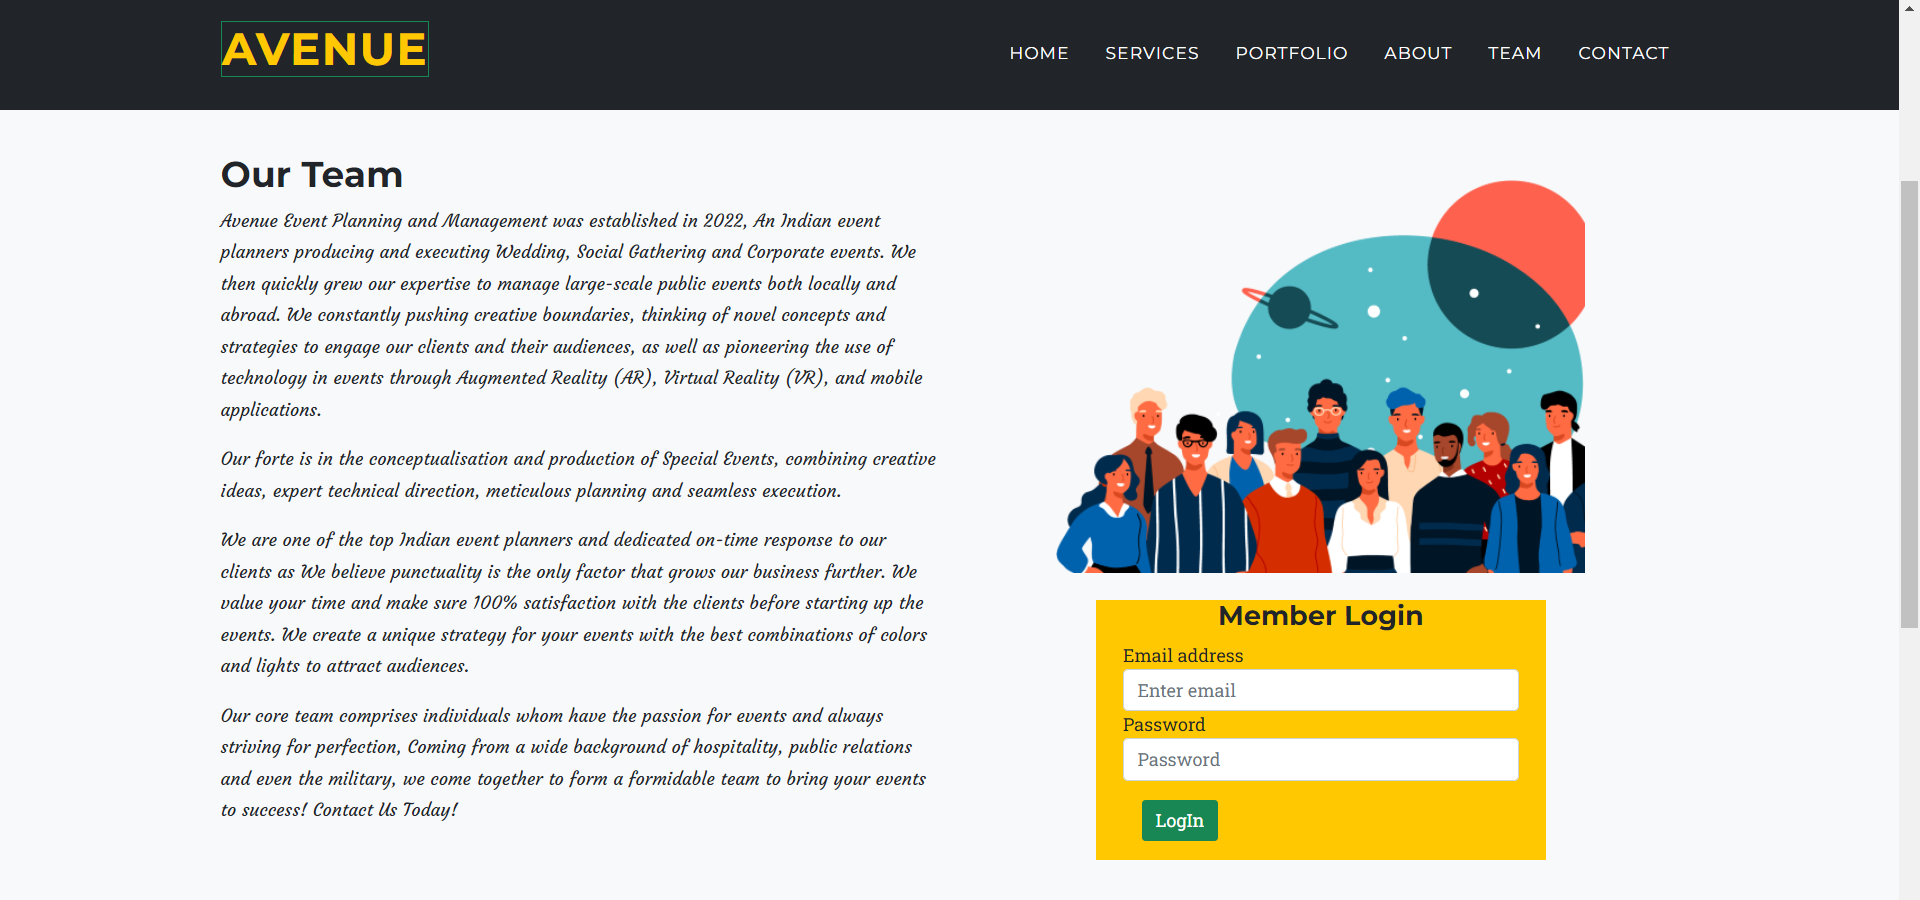 AVENUE
HOME SERVICES PORTFOLIO ABOUT TEAM CONTACT
Our Team
Avenue Event Planning and Management was established in 2022, An Indian event
planners producing and executing Wedding, Social Gathering and Corporate events. We
then quickly grew our expertise to manage large-scale public events both locally and
abroad. We constantly pushing creative boundaries, thinking of novel concepts and
strategies to engage our clients and their audiences, as well as pioneering the use of
technology in events through Augmented Reality (AR), Virtual Reality (VR), and mobile
applications.
Our forte is in the conceptualisation and production of Special Events, combining creative
ideas, expert technical direction, meticulous planning and seamless execution.
We are one of the top Indian event planners and dedicated on-time response to our
clients as We believe punctuality is the only factor that grows our business further. We
value your time and make sure 100% satisfaction with the clients before starting up the
events. We create a unique strategy for your events with the best combinations of colors
and lights to attract audiences.
Our core team comprises individuals whom have the passion for events and always
striving for perfection, Coming from a wide background of hospitality, public relations
and even the military, we come together to form a formidable team to bring your events
to success! Contact Us Today!
Member Login
Email address
Enter email
Password
Password
LogIn